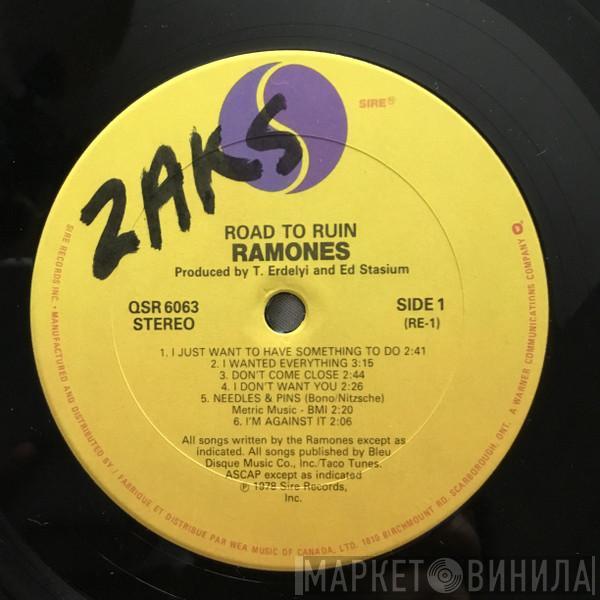 SIRE®
ZAKS
ROAD TO RUIN
RAMONES
Produced by T. Erdelyi and Ed Stasium
QSR 6063
STEREO
SIDE 1
(RE-1)
1. I JUST WANT TO HAVE SOMETHING TO DO 2:41
2. I WANTED EVERYTHING 3:15
3. DON'T COME CLOSE 2:44
4. I DON'T WANT YOU 2:26
5. NEEDLES & PINS (Bono/Nitzsche)
Metric Music - BMI 2:20
6. I'M AGAINST IT 2:06
All songs written by the Ramones except as
indicated. All songs published by Bleu
Disque Music Co., Inc./Taco Tunes.
ASCAP except as indicated
℗ 1978 Sire Records,
Inc.
SIRE RECORDS INC. • MANUFACTURED AND DISTRIBUTED BY / FABRIQUE ET DISTRIBUE PAR WEA MUSIC OF CANADA, LTD. 1810 BIRCHMOUNT RD. SCARBOROUGH, ONT. A WARNER COMMUNICATIONS COMPANY
МАРКЕТ ВИНИЛА